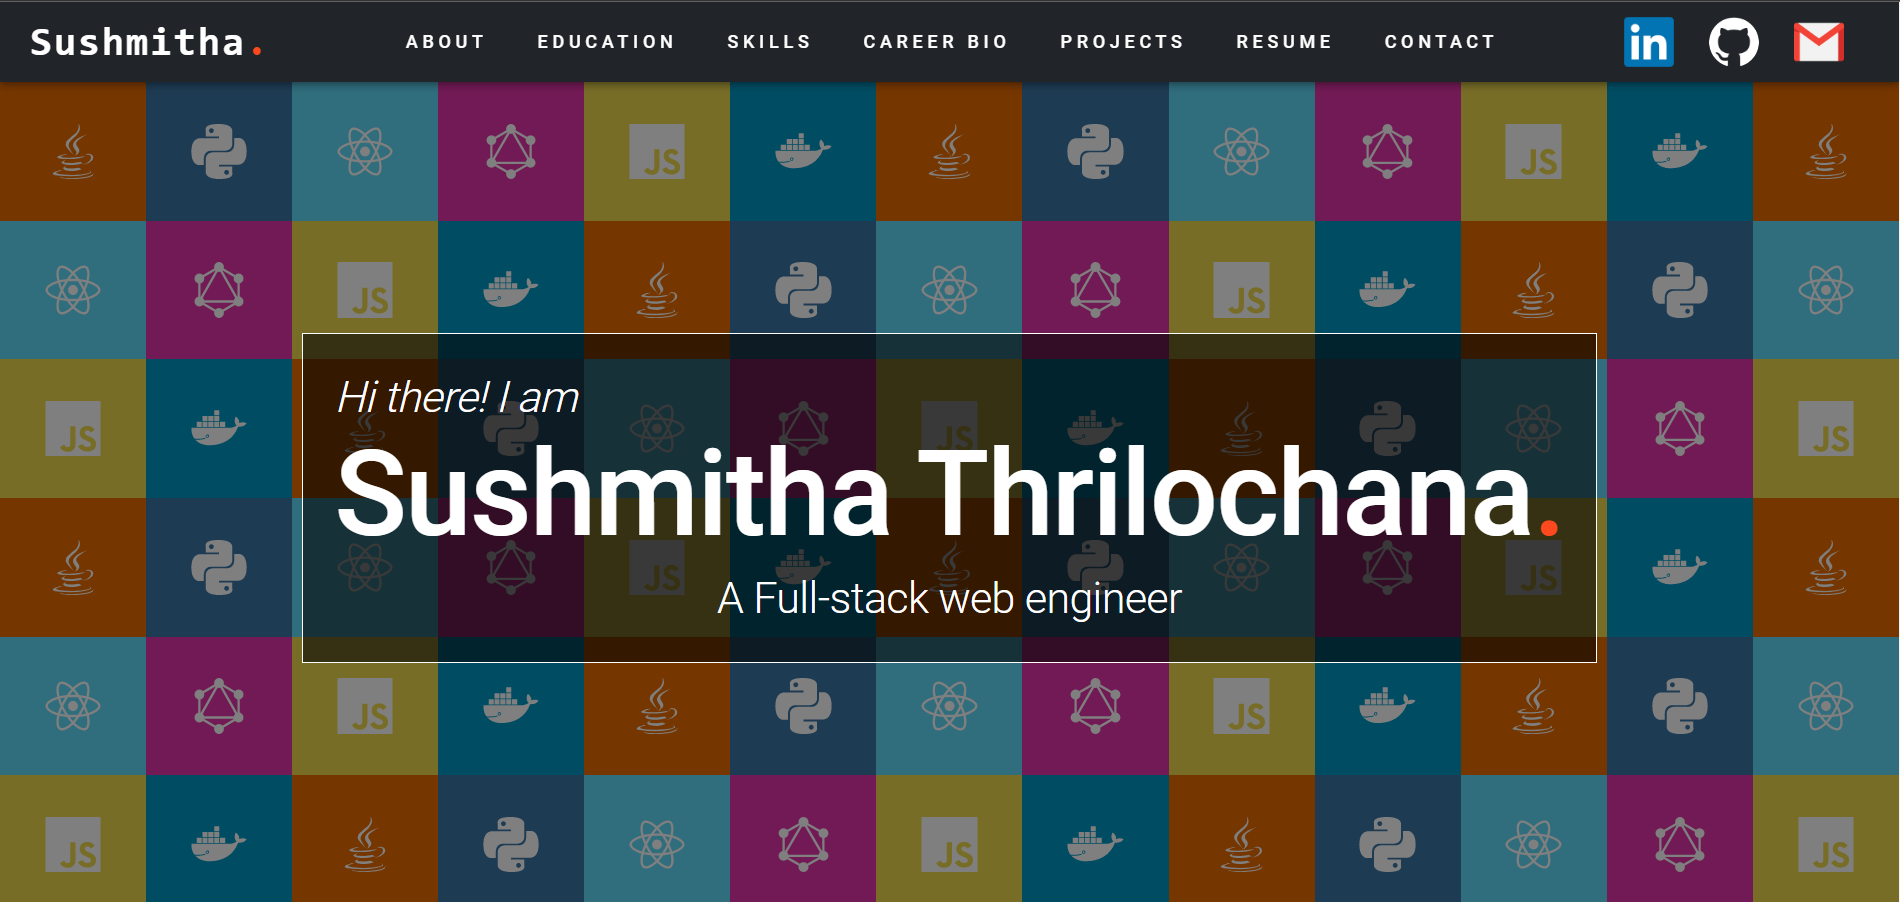 Sushmitha.
ABOUT EDUCATION SKILLS CAREER BIO PROJECTS RESUME CONTACT
in
JS JS
JS JS
Hi there! I am
JS JS JS
Sushmitha Thrilochana.
JS JS
A Full-stack web engineer
JS JS
JS JS JS